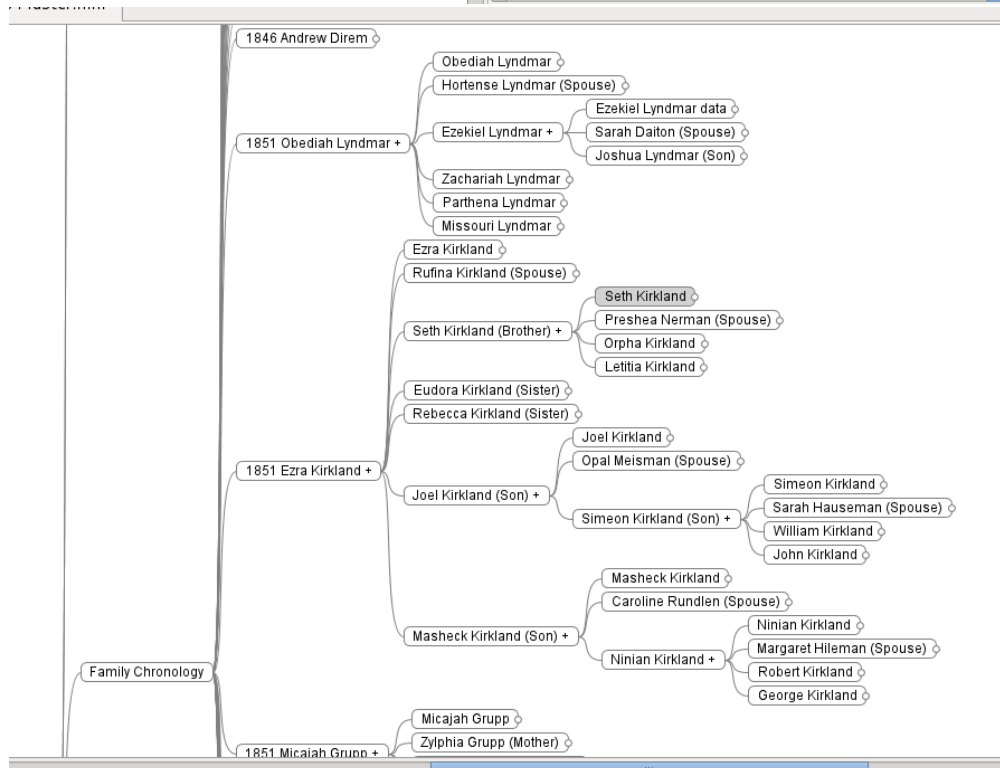 1846 Andrew Direm
1851 Obediah Lyndmar +
Obediah Lyndmar
Hortense Lyndmar (Spouse)
Ezekiel Lyndmar +
Ezekiel Lyndmar data
Sarah Daiton (Spouse)
Joshua Lyndmar (Son)
Zachariah Lyndmar
Parthena Lyndmar
Missouri Lyndmar
1851 Ezra Kirkland +
Ezra Kirkland
Rufina Kirkland (Spouse)
Seth Kirkland (Brother) +
Seth Kirkland
Preshea Nerman (Spouse)
Orpha Kirkland
Letitia Kirkland
Eudora Kirkland (Sister)
Rebecca Kirkland (Sister)
Joel Kirkland (Son) +
Joel Kirkland
Opal Meisman (Spouse)
Simeon Kirkland (Son) +
Simeon Kirkland
Sarah Hauseman (Spouse)
William Kirkland
John Kirkland
Masheck Kirkland (Son) +
Masheck Kirkland
Caroline Rundlen (Spouse)
Ninian Kirkland +
Ninian Kirkland
Margaret Hileman (Spouse)
Robert Kirkland
George Kirkland
Family Chronology
1851 Micajah Grupp +
Micajah Grupp
Zylphia Grupp (Mother)